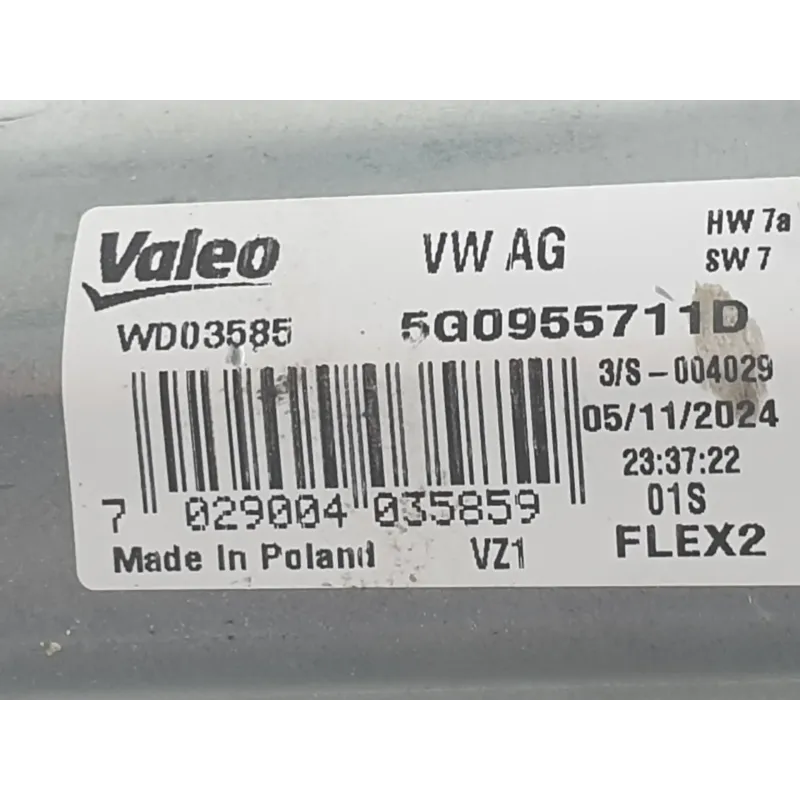 Valeo VW AG HW 7a
SW 7
WD03585 5G0955711D
3/S-004029
05/11/2024
23:37:22
7 029004 035859 01S
Made In Poland VZ1 FLEX2